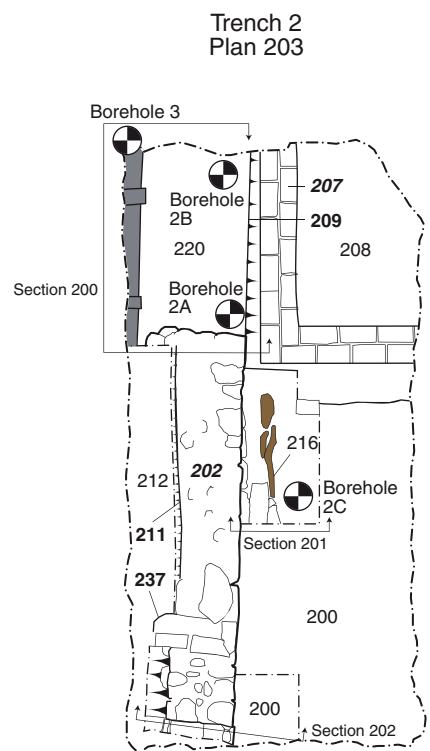 Trench 2
Plan 203
Borehole 3
Borehole
2B
207
209
220
208
Section 200
Borehole
2A
216
202
212
Borehole
2C
211
Section 201
237
200
200
Section 202